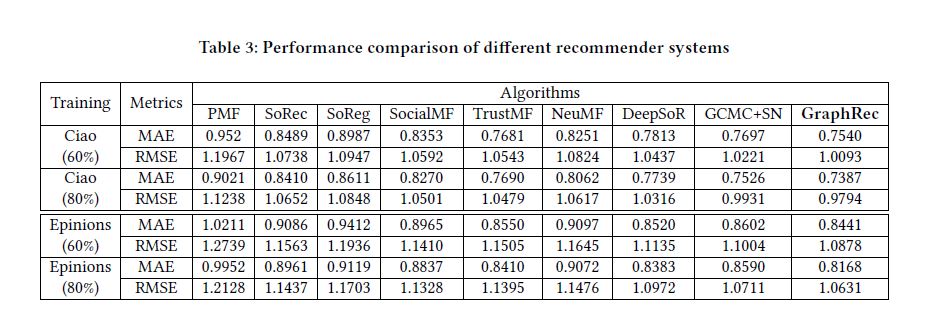 Table 3: Performance comparison of different recommender systems
Training Metrics Algorithms
PMF SoRec SoReg SocialMF TrustMF NeuMF DeepSoR GCMC+SN GraphRec
Ciao (60%) MAE 0.952 0.8489 0.8987 0.8353 0.7681 0.8251 0.7813 0.7697 0.7540
RMSE 1.1967 1.0738 1.0947 1.0592 1.0543 1.0824 1.0437 1.0221 1.0093
Ciao (80%) MAE 0.9021 0.8410 0.8611 0.8270 0.7690 0.8062 0.7739 0.7526 0.7387
RMSE 1.1238 1.0652 1.0848 1.0501 1.0479 1.0617 1.0316 0.9931 0.9794
Epinions (60%) MAE 1.0211 0.9086 0.9412 0.8965 0.8550 0.9097 0.8520 0.8602 0.8441
RMSE 1.2739 1.1563 1.1936 1.1410 1.1505 1.1645 1.1135 1.1004 1.0878
Epinions (80%) MAE 0.9952 0.8961 0.9119 0.8837 0.8410 0.9072 0.8383 0.8590 0.8168
RMSE 1.2128 1.1437 1.1703 1.1328 1.1395 1.1476 1.0972 1.0711 1.0631